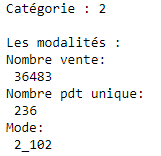 Catégorie : 2
Les modalités :
Nombre vente:
36483
Nombre pdt unique:
236
Mode:
2_102